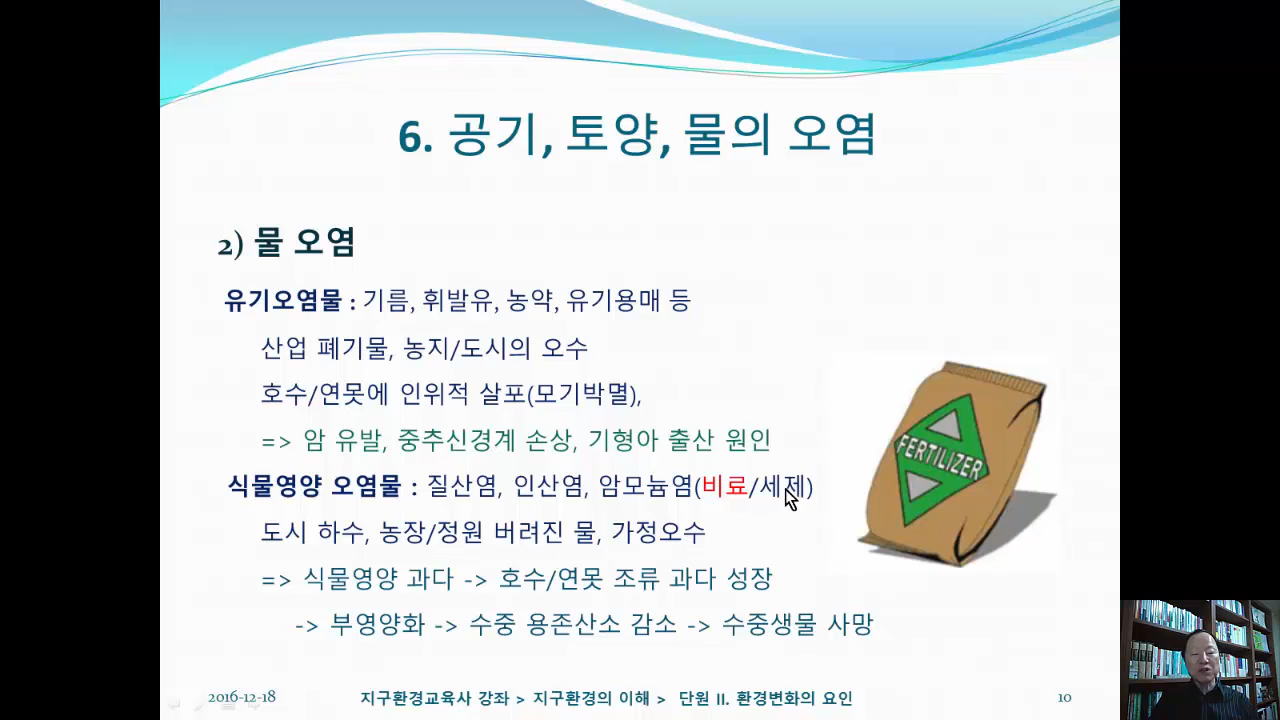 6. 공기, 토양, 물의 오염
2) 물 오염
유기오염물 : 기름, 휘발유, 농약, 유기용매 등
산업 폐기물, 농지/도시의 오수
호수/연못에 인위적 살포(모기박멸),
=> 암 유발, 중추신경계 손상, 기형아 출산 원인
식물영양 오염물 : 질산염, 인산염, 암모늄염(비료/세제)
도시 하수, 농장/정원 버려진 물, 가정오수
=> 식물영양 과다 -> 호수/연못 조류 과다 성장
-> 부영양화 -> 수중 용존산소 감소 -> 수중생물 사망
FERTILIZER
2016-12-18
지구환경교육사 강좌 > 지구환경의 이해 > 단원 II. 환경변화의 요인
10